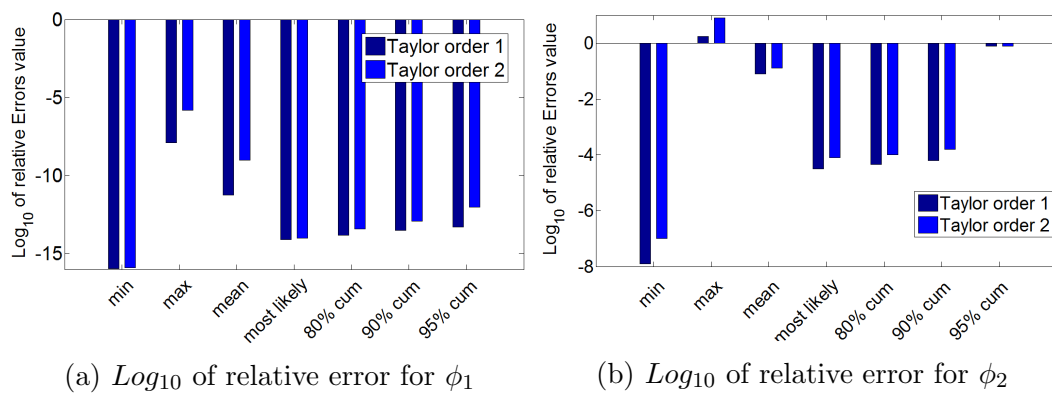 Log10 of relative Errors value
0
-5
-10
-15
Taylor order 1
Taylor order 2
min
max
mean
most likely
80% cum
90% cum
95% cum
(a) Log10 of relative error for ϕ1
Log10 of relative Errors value
0
-2
-4
-6
-8
Taylor order 1
Taylor order 2
min
max
mean
most likely
80% cum
90% cum
95% cum
(b) Log10 of relative error for ϕ2